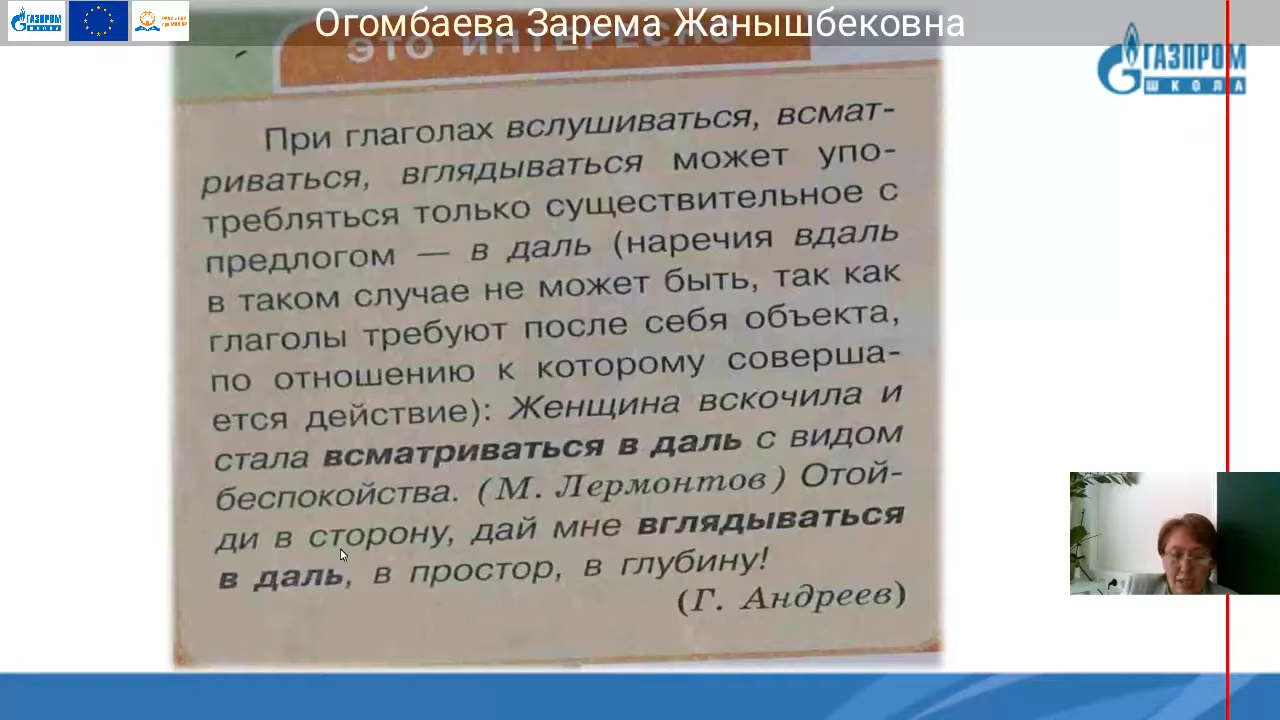 Огомбаева Зарема Жанышбековна
ЭТО ИНТЕРЕСНО
ГАЗПРОМ
ШКОЛА
При глаголах вслушиваться, всмат-
риваться, вглядываться может упо-
требляться только существительное с
предлогом — в даль (наречия вдаль
в таком случае не может быть, так как
глаголы требуют после себя объекта,
по отношению к которому соверша-
ется действие): Женщина вскочила и
стала всматриваться в даль с видом
беспокойства. (М. Лермонтов) Отой-
ди в сторону, дай мне вглядываться
в даль, в простор, в глубину!
(Г. Андреев)